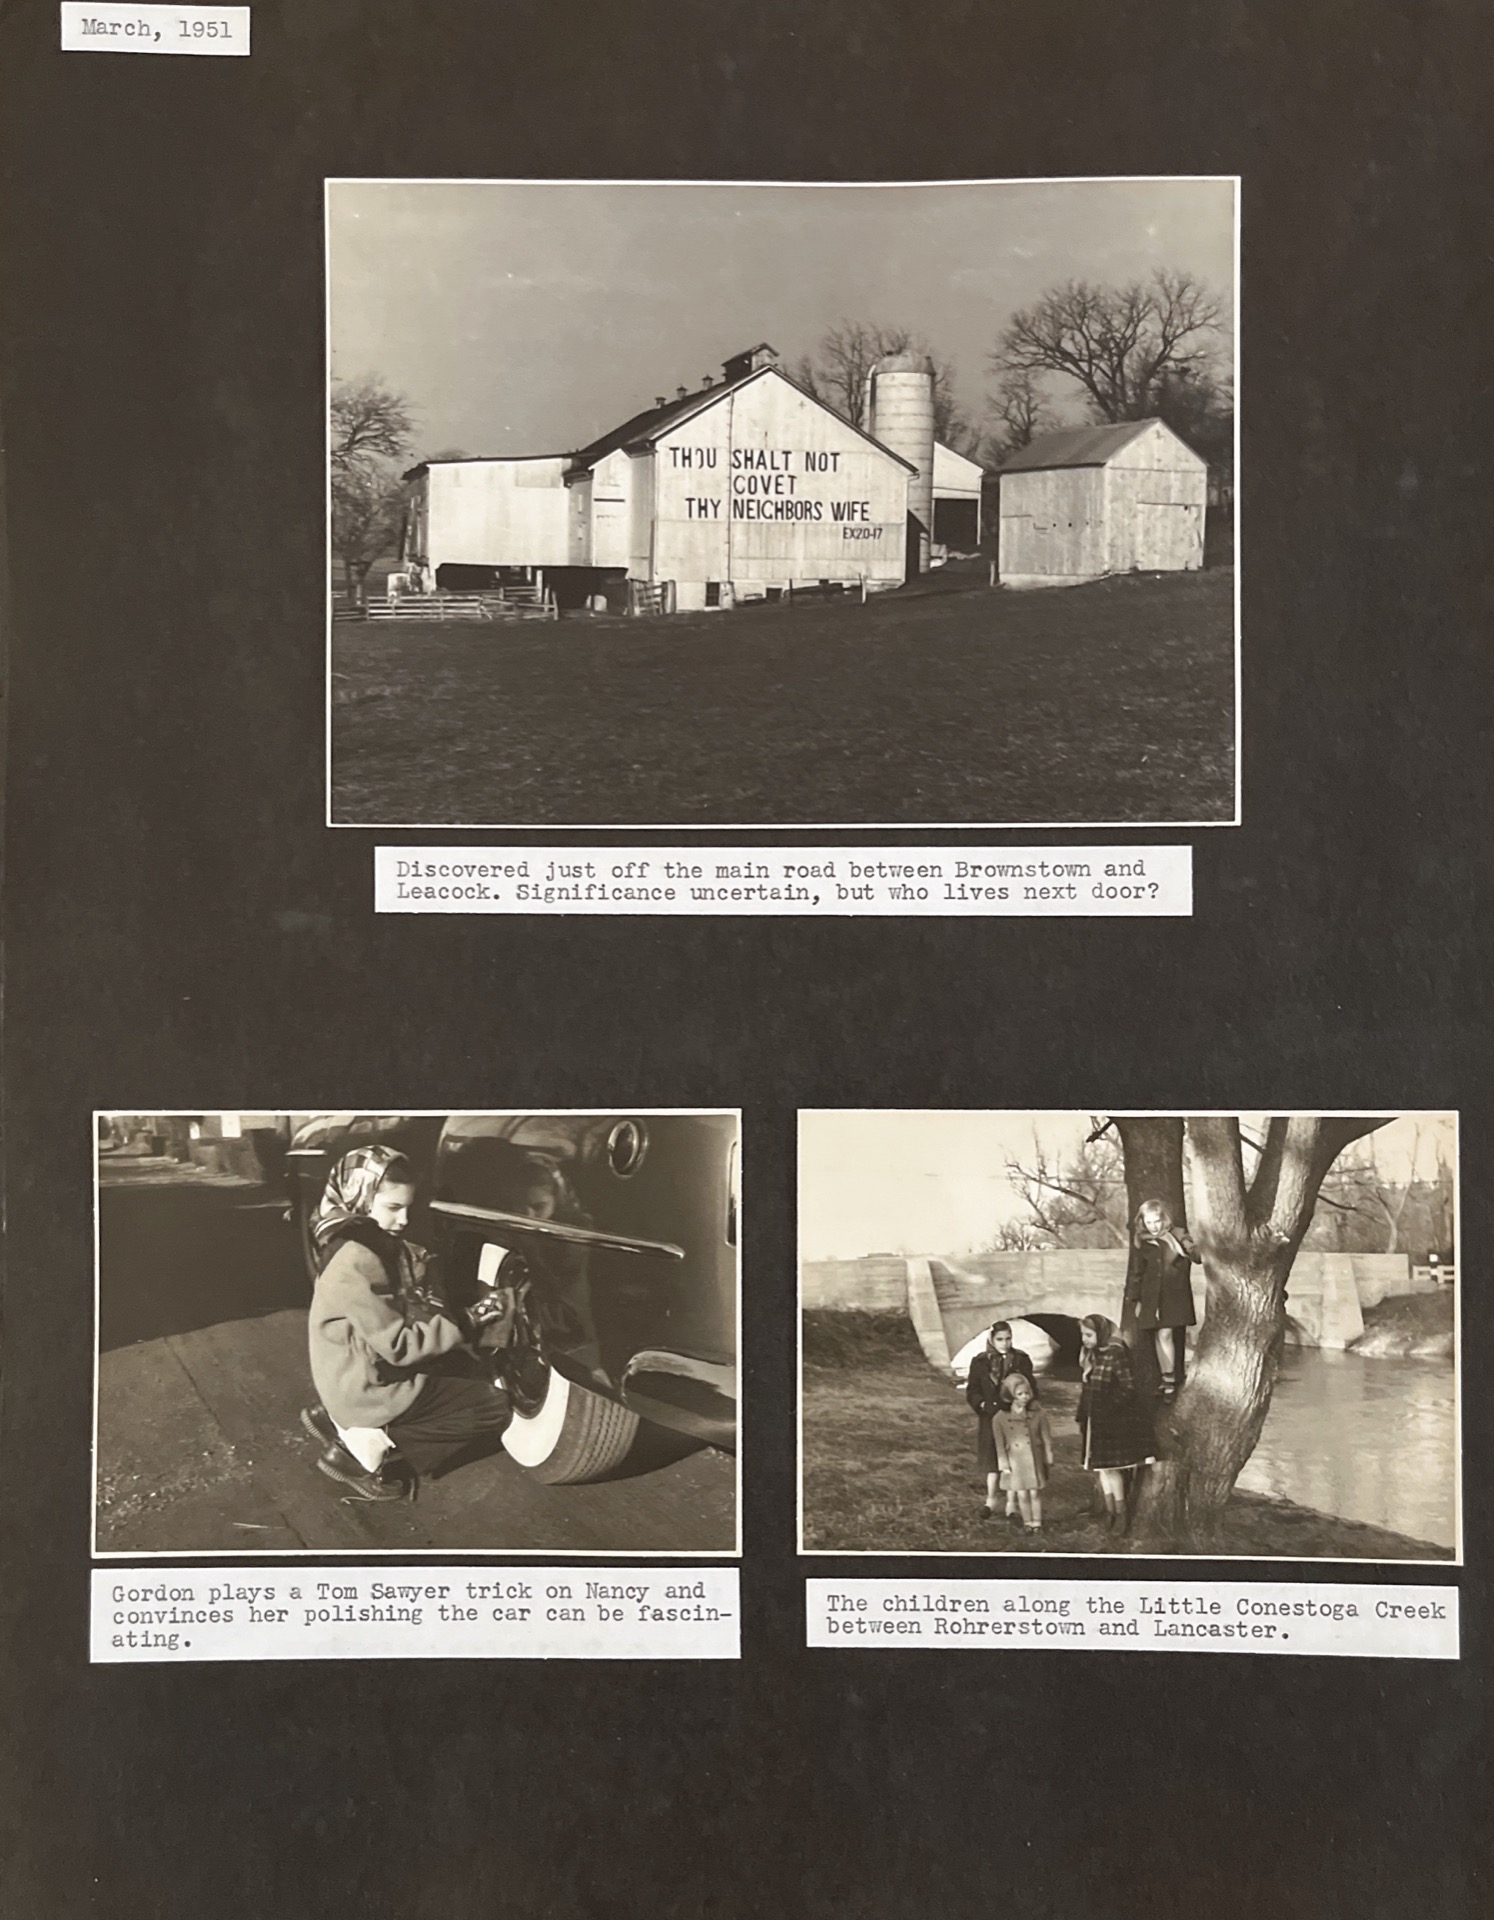 March, 1951
THOU SHALT NOT
COVET
THY NEIGHBORS WIFE
EX20-17
Discovered just off the main road between Brownstown and
Leacock. Significance uncertain, but who lives next door?
Gordon plays a Tom Sawyer trick on Nancy and
convinces her polishing the car can be fascin-
ating.
The children along the Little Conestoga Creek
between Rohrerstown and Lancaster.